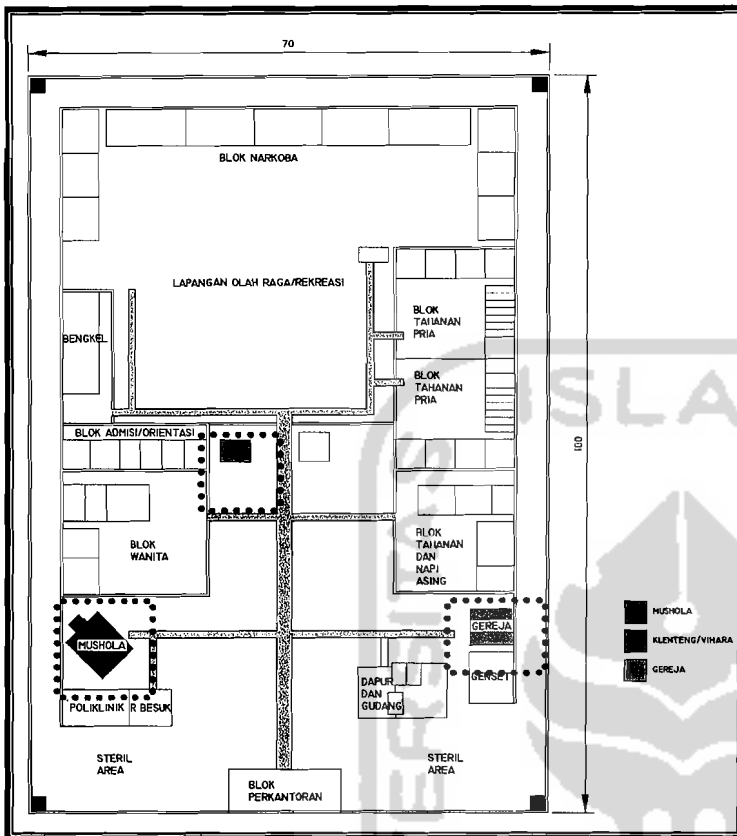 70
BLOK NARKOBA
LAPANGAN OLAH RAGA/REKREASI
BENGKEL
BLOK
TAHANAN
PRIA
BLOK
TAHANAN
PRIA
BLOK ADMISI/ORIENTASI
100
BLOK
WANITA
BLOK
TAHANAN
DAN
NAPI
ASING
MUSHOLA
GEREJA
GENSET
DAPUR
DAN
GUDANG
POLIKLINIK R BESUK
STERIL
AREA
STERIL
AREA
BLOK
PERKANTORAN
MUSHOLA
KLENTENG/VIHARA
GEREJA
ISLA
ERSITAS